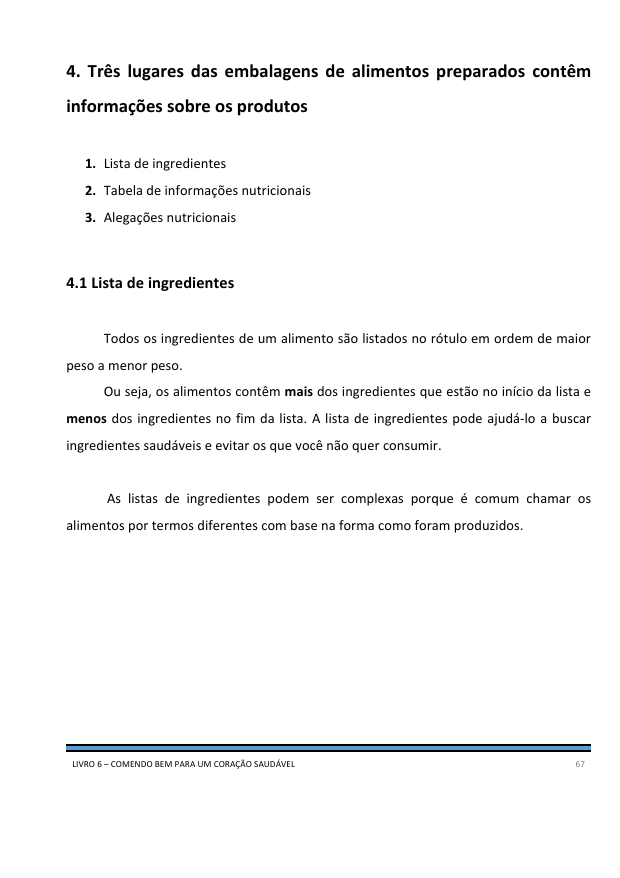 4. Três lugares das embalagens de alimentos preparados contêm
informações sobre os produtos
1. Lista de ingredientes
2. Tabela de informações nutricionais
3. Alegações nutricionais
4.1 Lista de ingredientes
Todos os ingredientes de um alimento são listados no rótulo em ordem de maior
peso a menor peso.
Ou seja, os alimentos contêm mais dos ingredientes que estão no início da lista e
menos dos ingredientes no fim da lista. A lista de ingredientes pode ajudá-lo a buscar
ingredientes saudáveis e evitar os que você não quer consumir.
As listas de ingredientes podem ser complexas porque é comum chamar os
alimentos por termos diferentes com base na forma como foram produzidos.
LIVRO 6 – COMENDO BEM PARA UM CORAÇÃO SAUDÁVEL 67